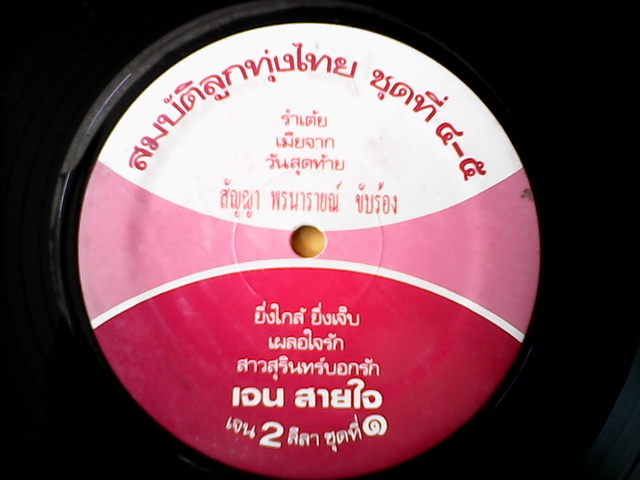 สมบัติลูกทุ่งไทย ชุดที่ ๔-๕
รำเตัย
เมียจาก
วันสุดท้าย
สัญญา พรนารายณ์ ขับร้อง
ยิ่งใกล้ ยิ่งเจ็บ
เผลอใจรัก
สาวสุรินทร์บอกรัก
เจน สายใจ
เจน 2 ลีลา ชุดที่ ๑